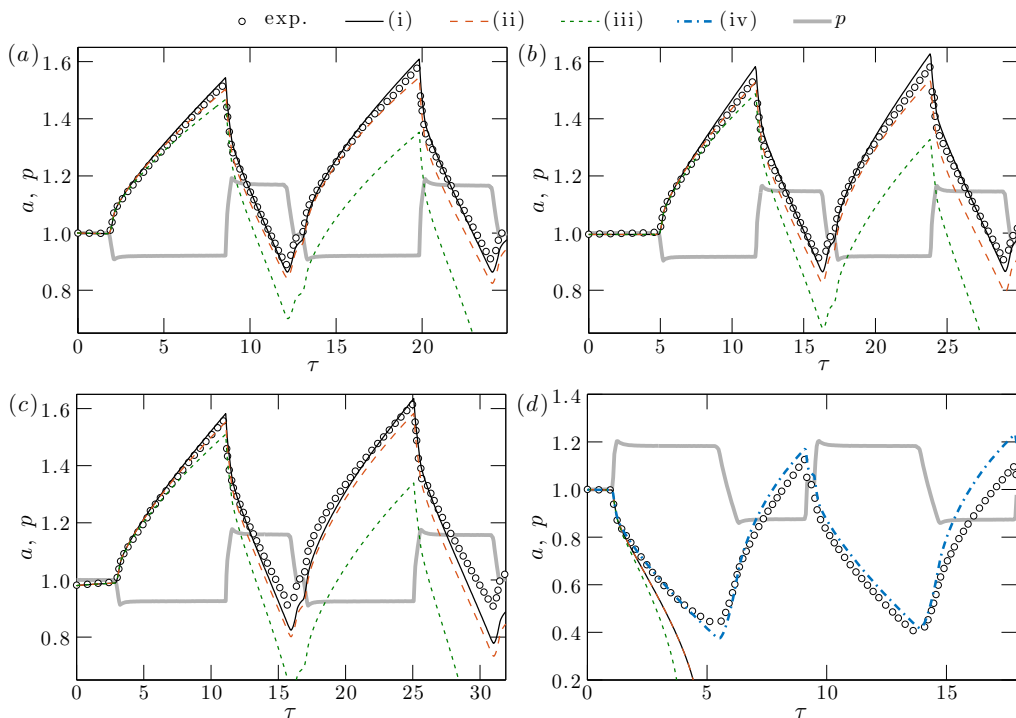 exp. (i) (ii) (iii) (iv) p
(a) (b)
1.6 1.6
1.4 1.4
1.2 1.2
a, p a, p
1.0 1.0
0.8 0.8
0 5 10 15 20 0 5 10 15 20 25
τ τ
(c) (d)
1.6 1.4
1.4 1.2
1.2 1.0
a, p a, p
1.0 0.8
0.8 0.6
0.4
0.2
0 5 10 15 20 25 30 0 5 10 15
τ τ